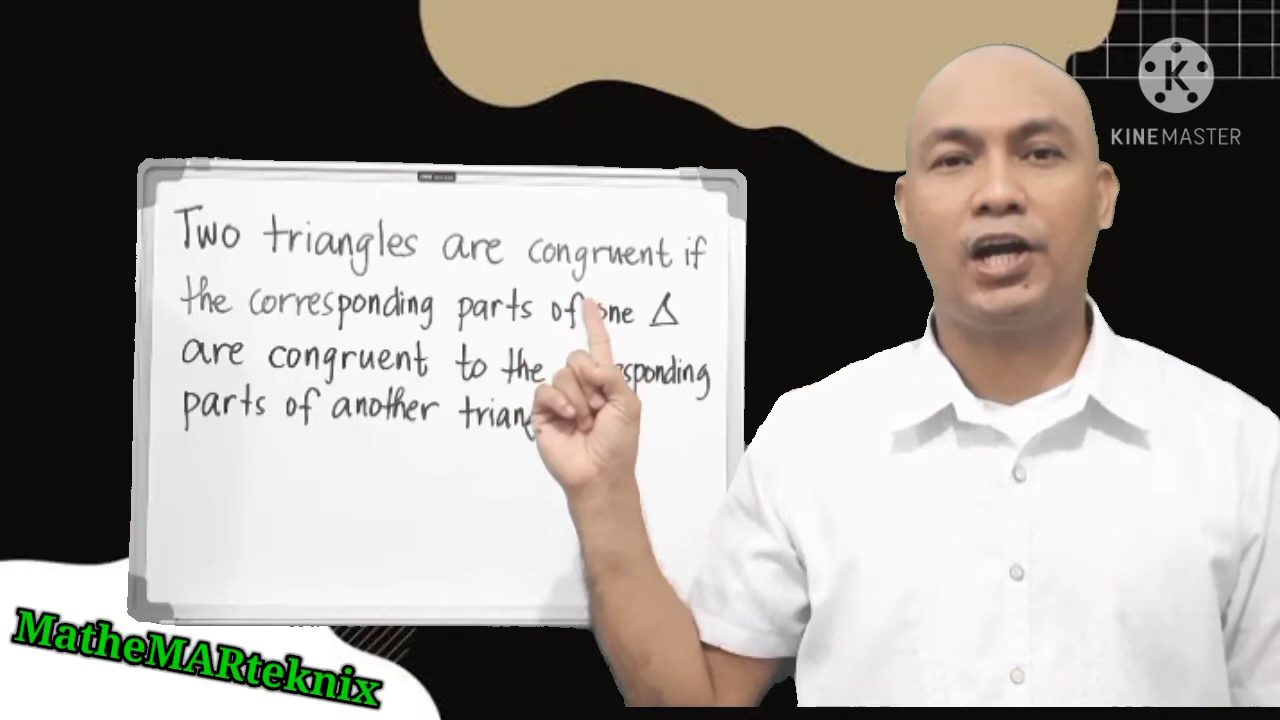 Two triangles are congruent if
the corresponding parts of one Δ
are congruent to the
parts of another
KINEMASTER
MatheMARteknix